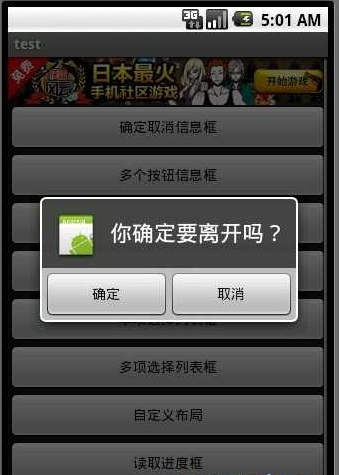 3G
5:01 AM
test
免费
日本最火
手机社区游戏
开始游戏
确定取消信息框
多个按钮信息框
你确定要离开吗？
确定
取消
多项选择列表框
自定义布局
读取进度框